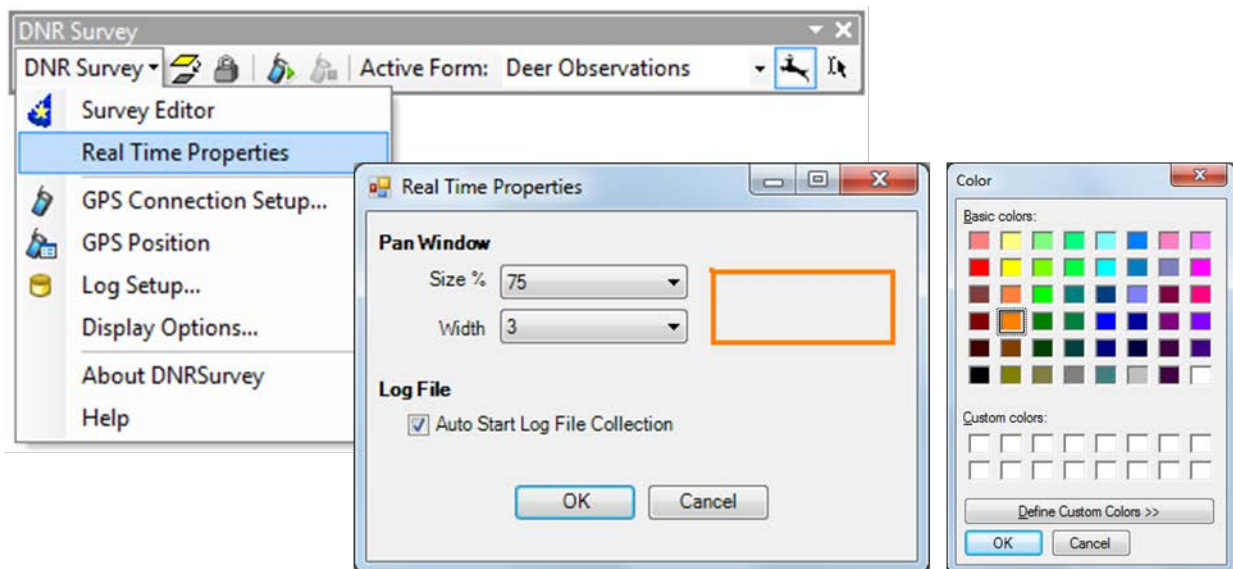 DNR Survey
DNR Survey Active Form: Deer Observations
Survey Editor
Real Time Properties
GPS Connection Setup...
GPS Position
Log Setup...
Display Options...
About DNRSurvey
Help
Real Time Properties
Pan Window
Size % 75
Width 3
Log File
Auto Start Log File Collection
OK Cancel
Color
Basic colors:
Custom colors:
Define Custom Colors >>
OK Cancel